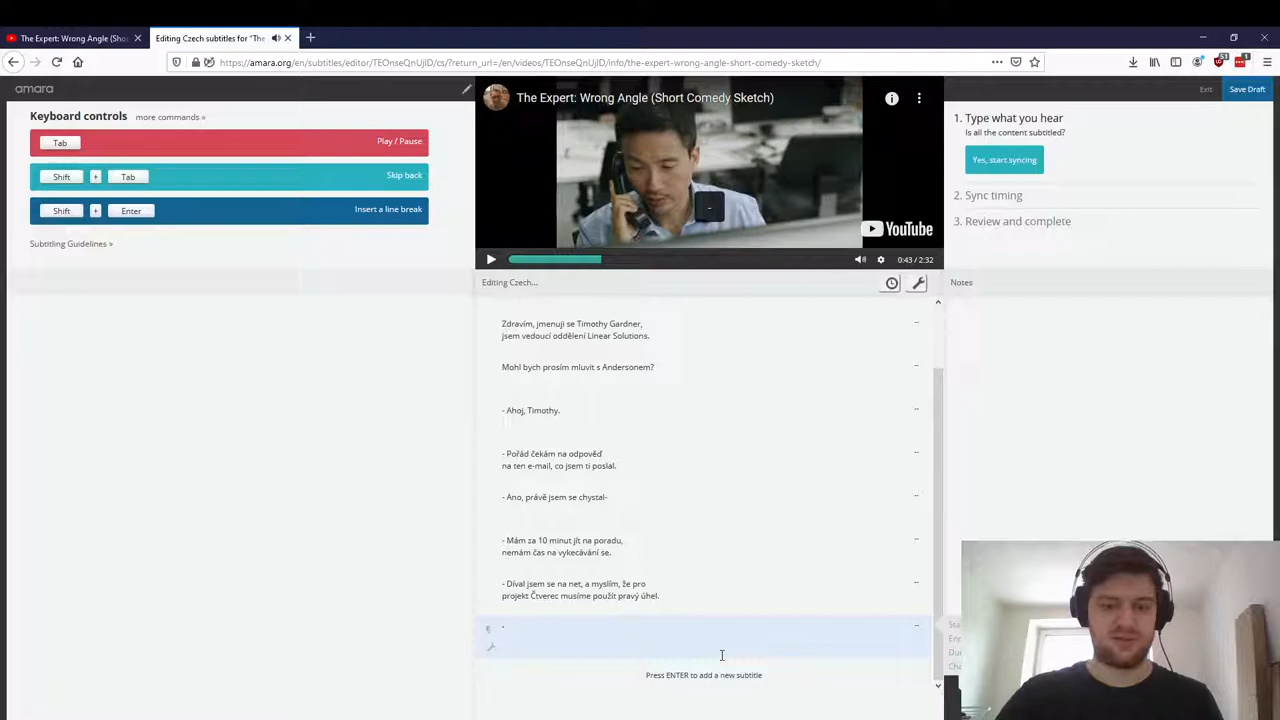 The Expert: Wrong Angle (Sho
Editing Czech subtitles for "The
https://amara.org/en/subtitles/editor/TEOnseQnUjID/cs/?return_url=/en/videos/TEOnseQnUjID/info/the-expert-wrong-angle-short-comedy-sketch/
amara
Exit
Save Draft
Keyboard controls
more commands »
Tab
Play / Pause
Shift + Tab
Skip back
Shift + Enter
Insert a line break
Subtitling Guidelines »
The Expert: Wrong Angle (Short Comedy Sketch)
-
YouTube
0:43 / 2:32
1. Type what you hear
Is all the content subtitled?
Yes, start syncing
2. Sync timing
3. Review and complete
Editing Czech...
Notes
Zdravím, jmenuji se Timothy Gardner,
jsem vedoucí oddělení Linear Solutions.
--
Mohl bych prosím mluvit s Andersonem?
--
- Ahoj, Timothy.
--
- Pořád čekám na odpověď
na ten e-mail, co jsem ti poslal.
--
- Ano, právě jsem se chystal-
--
- Mám za 10 minut jít na poradu,
nemám čas na vykecávání se.
--
- Díval jsem se na net, a myslím, že pro
projekt Čtverec musíme použít pravý úhel.
--
-
--
Press ENTER to add a new subtitle